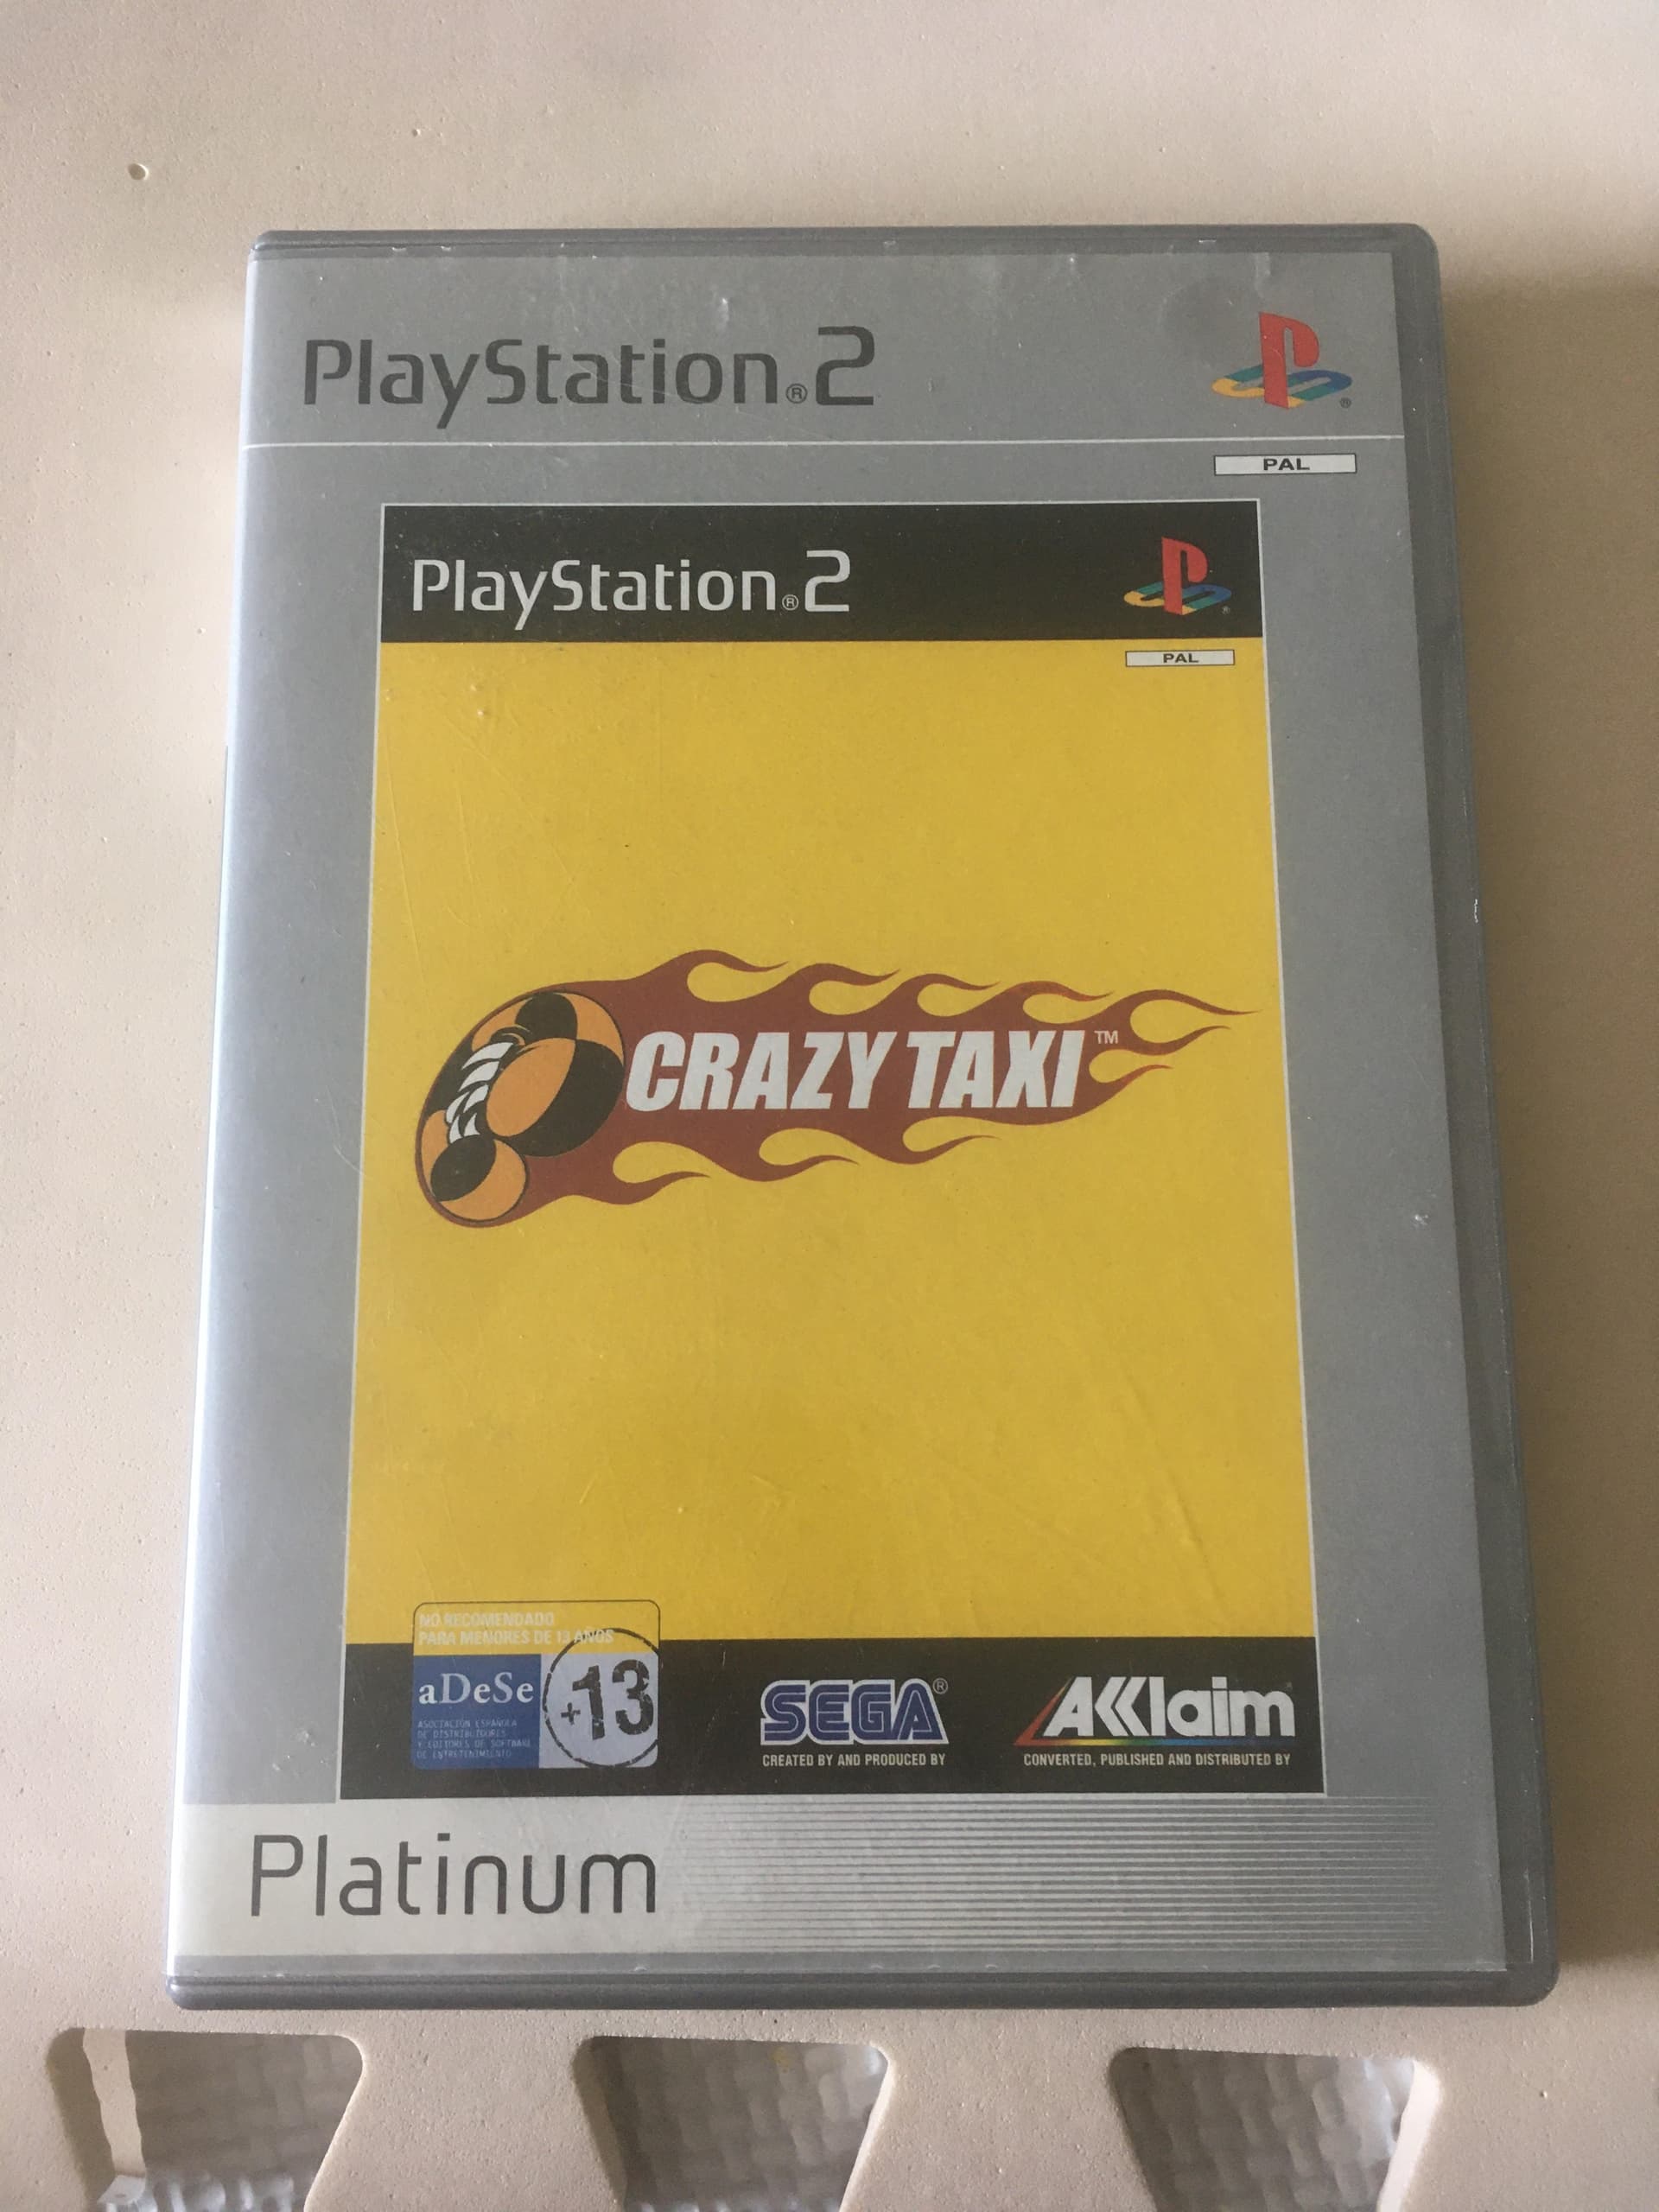 PlayStation®2
PAL
PlayStation®2
PAL
CRAZY TAXI™
NO RECOMENDADO
PARA MENORES DE 13 AÑOS
aDeSe
+13
ASOCIACIÓN ESPAÑOLA
DE DISTRIBUIDORES
Y EDITORES DE SOFTWARE
DE ENTRETENIMIENTO
SEGA®
CREATED BY AND PRODUCED BY
AKKlaim
CONVERTED, PUBLISHED AND DISTRIBUTED BY
Platinum